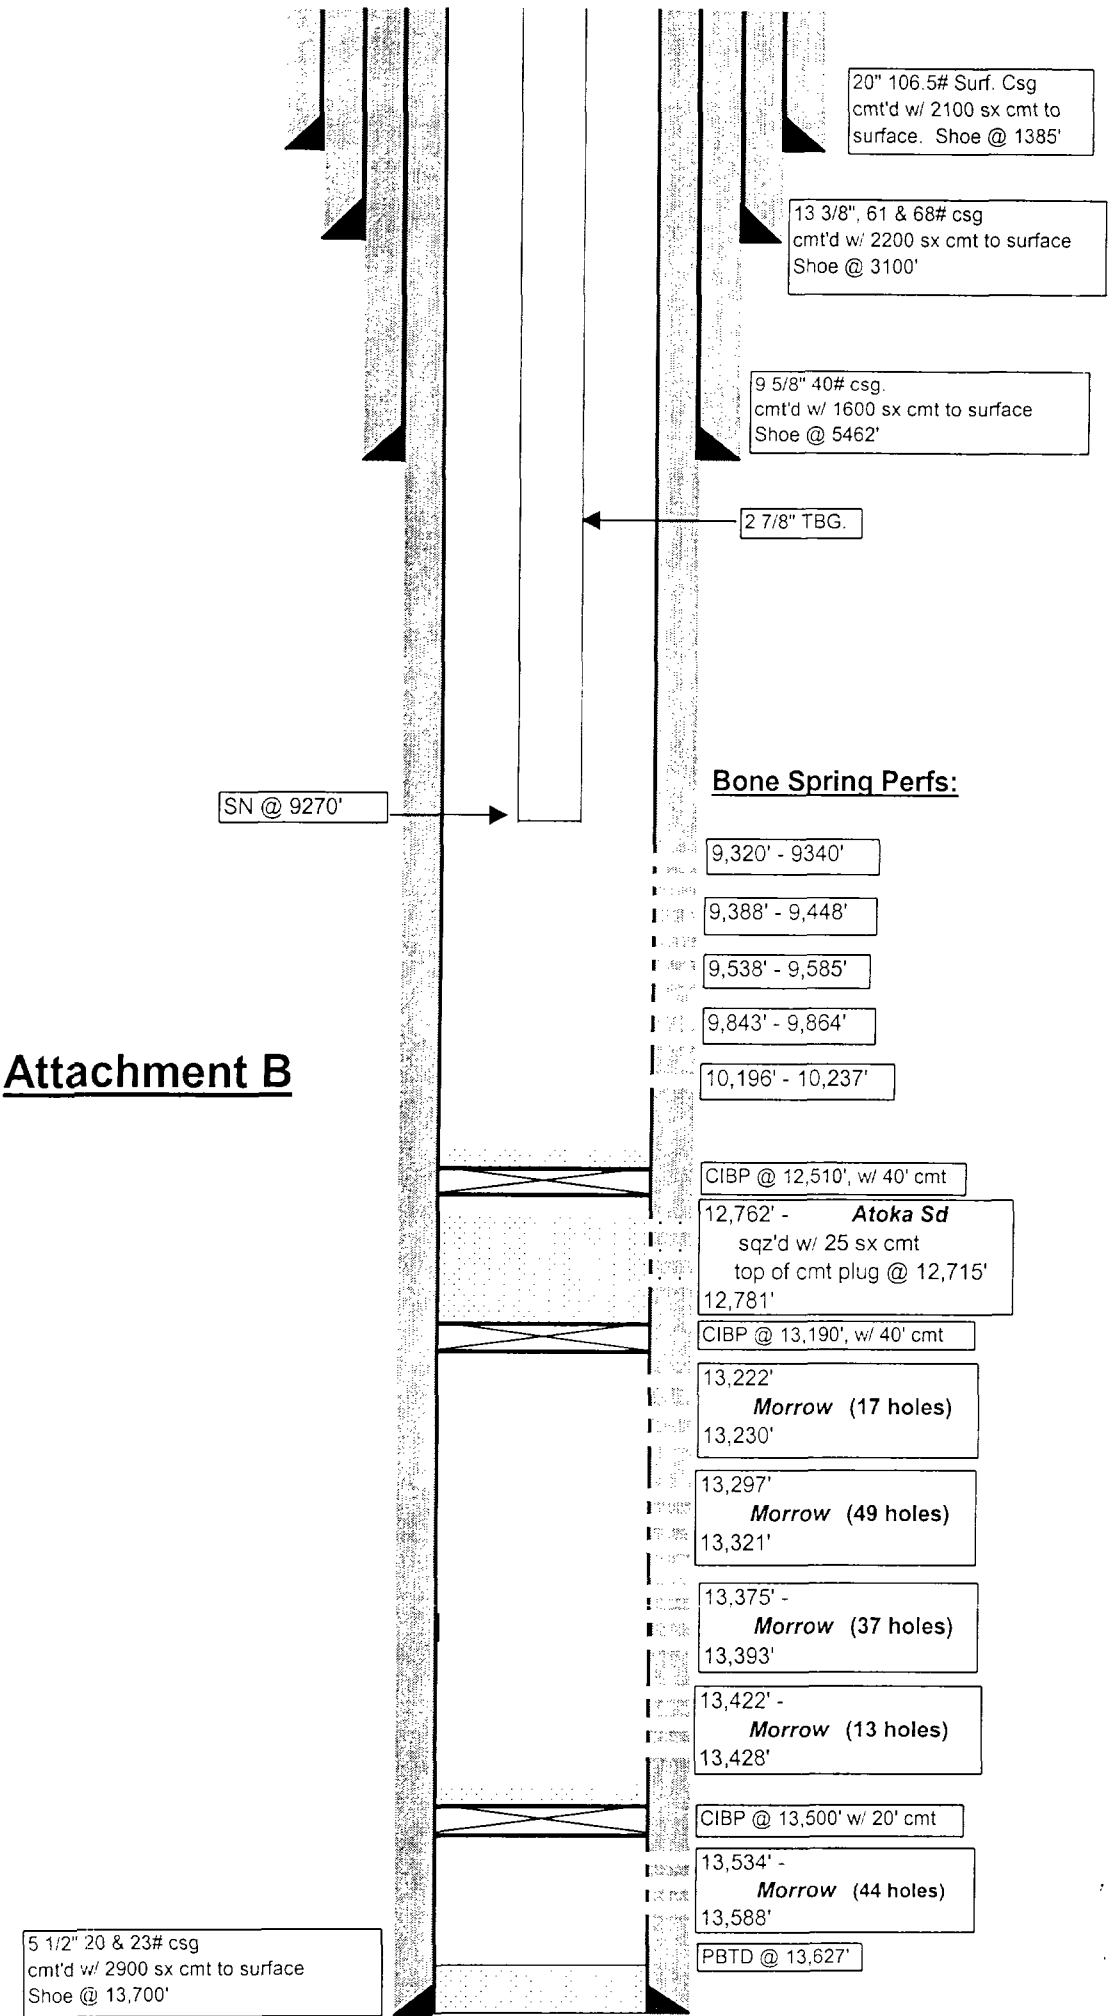 20" 106.5# Surf. Csg
cmt'd w/ 2100 sx cmt to
surface. Shoe @ 1385'
13 3/8", 61 & 68# csg
cmt'd w/ 2200 sx cmt to surface
Shoe @ 3100'
9 5/8" 40# csg.
cmt'd w/ 1600 sx cmt to surface
Shoe @ 5462'
2 7/8" TBG.
SN @ 9270'
Bone Spring Perfs:
9,320' - 9340'
9,388' - 9,448'
9,538' - 9,585'
9,843' - 9,864'
Attachment B
10,196' - 10,237'
CIBP @ 12,510', w/ 40' cmt
12,762' - Atoka Sd
sqz'd w/ 25 sx cmt
top of cmt plug @ 12,715'
12,781'
CIBP @ 13,190', w/ 40' cmt
13,222'
Morrow (17 holes)
13,230'
13,297'
Morrow (49 holes)
13,321'
13,375' -
Morrow (37 holes)
13,393'
13,422' -
Morrow (13 holes)
13,428'
CIBP @ 13,500' w/ 20' cmt
13,534' -
Morrow (44 holes)
13,588'
PBTD @ 13,627'
5 1/2" 20 & 23# csg
cmt'd w/ 2900 sx cmt to surface
Shoe @ 13,700'